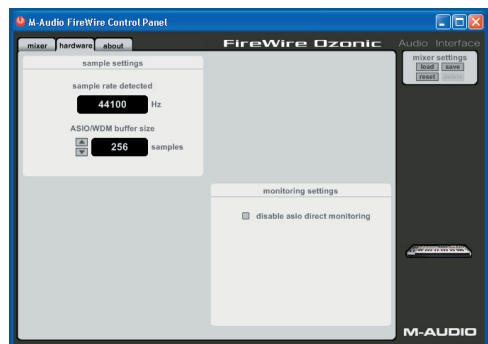 M-Audio FireWire Control Panel
mixer hardware about
FireWire Ozonic Audio Interface
sample settings
sample rate detected
44100 Hz
ASIO/WDM buffer size
256 samples
monitoring settings
disable asio direct monitoring
mixer settings
load save
reset delete
M-AUDIO